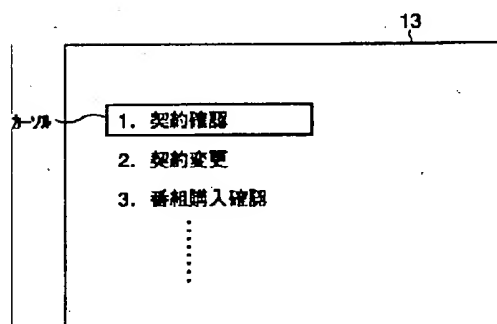 13
カーソル
1. 契約確認
2. 契約変更
3. 番組購入確認